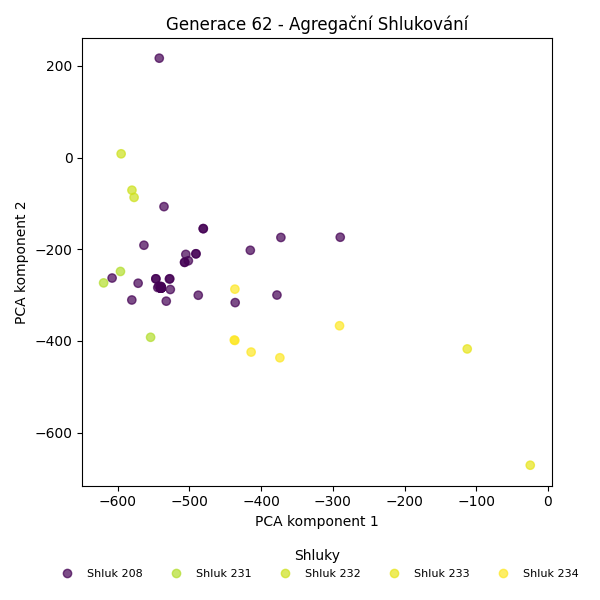 Generace 62 - Agregační Shlukování
200
0
−200
−400
−600
PCA komponent 2
−600 −500 −400 −300 −200 −100 0
PCA komponent 1
Shluky
Shluk 208 Shluk 231 Shluk 232 Shluk 233 Shluk 234